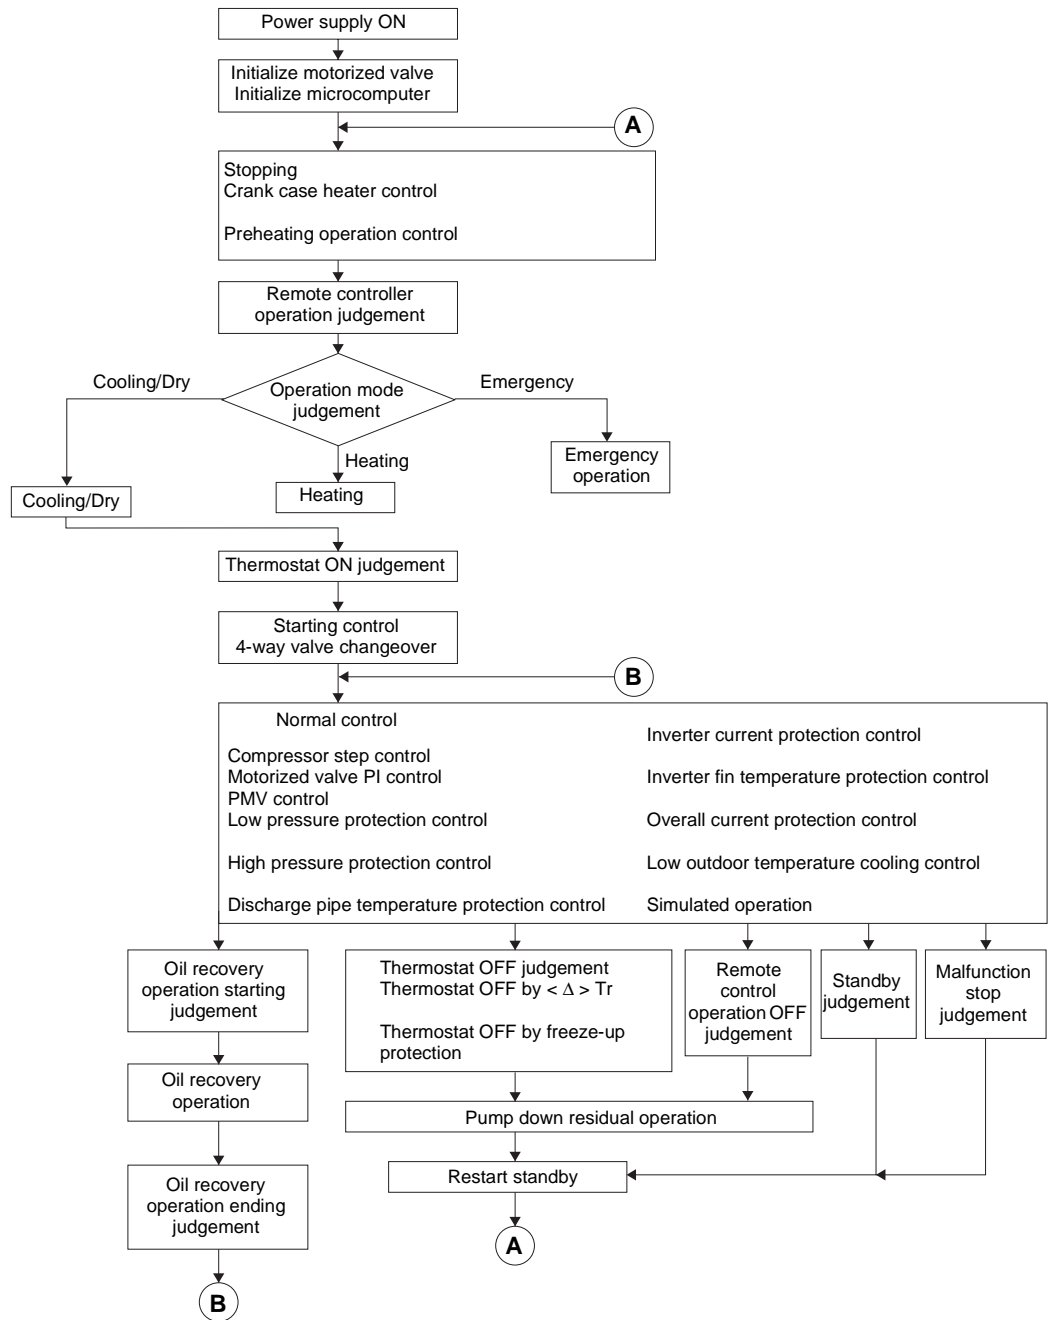 Power supply ON
Initialize motorized valve
Initialize microcomputer
A
Stopping
Crank case heater control
Preheating operation control
Remote controller
operation judgement
Cooling/Dry
Operation mode
judgement
Emergency
Heating
Emergency
operation
Cooling/Dry
Heating
Thermostat ON judgement
Starting control
4-way valve changeover
B
Normal control
Compressor step control
Motorized valve PI control
PMV control
Low pressure protection control
High pressure protection control
Discharge pipe temperature protection control
Inverter current protection control
Inverter fin temperature protection control
Overall current protection control
Low outdoor temperature cooling control
Simulated operation
Oil recovery
operation starting
judgement
Thermostat OFF judgement
Thermostat OFF by < Δ > Tr
Thermostat OFF by freeze-up
protection
Remote
control
operation OFF
judgement
Standby
judgement
Malfunction
stop
judgement
Oil recovery
operation
Pump down residual operation
Oil recovery
operation ending
judgement
Restart standby
A
B